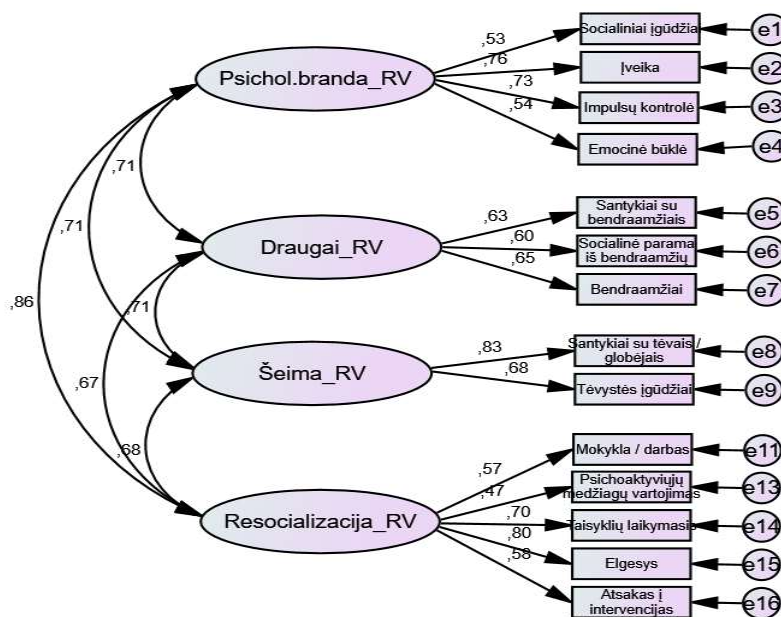 ,53
Socialiniai įgūdžia
e1
,76
Įveika
e2
Psichol.branda_RV
,73
Impulsų kontrolė
e3
,54
Emocinė būklė
e4
,71
,71
,63
Santykiai su
bendraamžiais
e5
Draugai_RV
,60
Socialinė parama
iš bendraamžių
e6
,65
Bendraamžiai
e7
,86
,71
,83
Santykiai su tėvais /
globėjais
e8
Šeima_RV
,68
Tėvystės įgūdžiai
e9
,67
,68
,57
Mokykla / darbas
e11
,47
Psichoaktyviųjų
medžiagų vartojimas
e13
Resocializacija_RV
,70
Taisyklių laikymasis
e14
,80
Elgesys
e15
,58
Atsakas į
intervencijas
e16